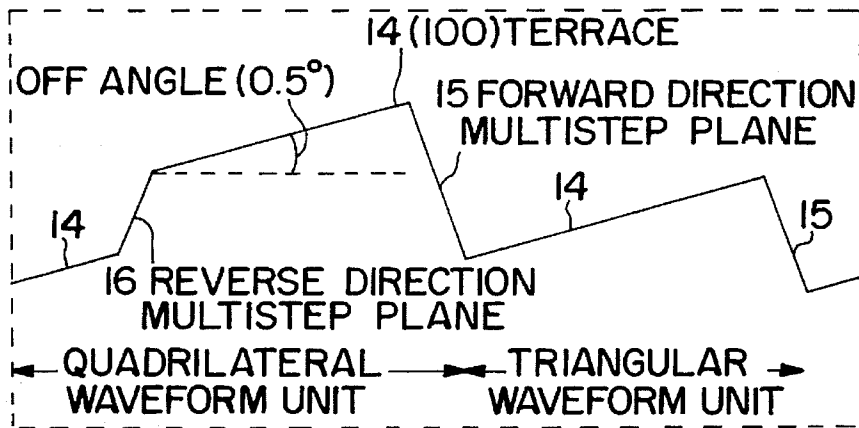 14 (100) TERRACE
OFF ANGLE (0.5°)
15 FORWARD DIRECTION
MULTISTEP PLANE
14
14
15
16 REVERSE DIRECTION
MULTISTEP PLANE
QUADRILATERAL
WAVEFORM UNIT
TRIANGULAR
WAVEFORM UNIT